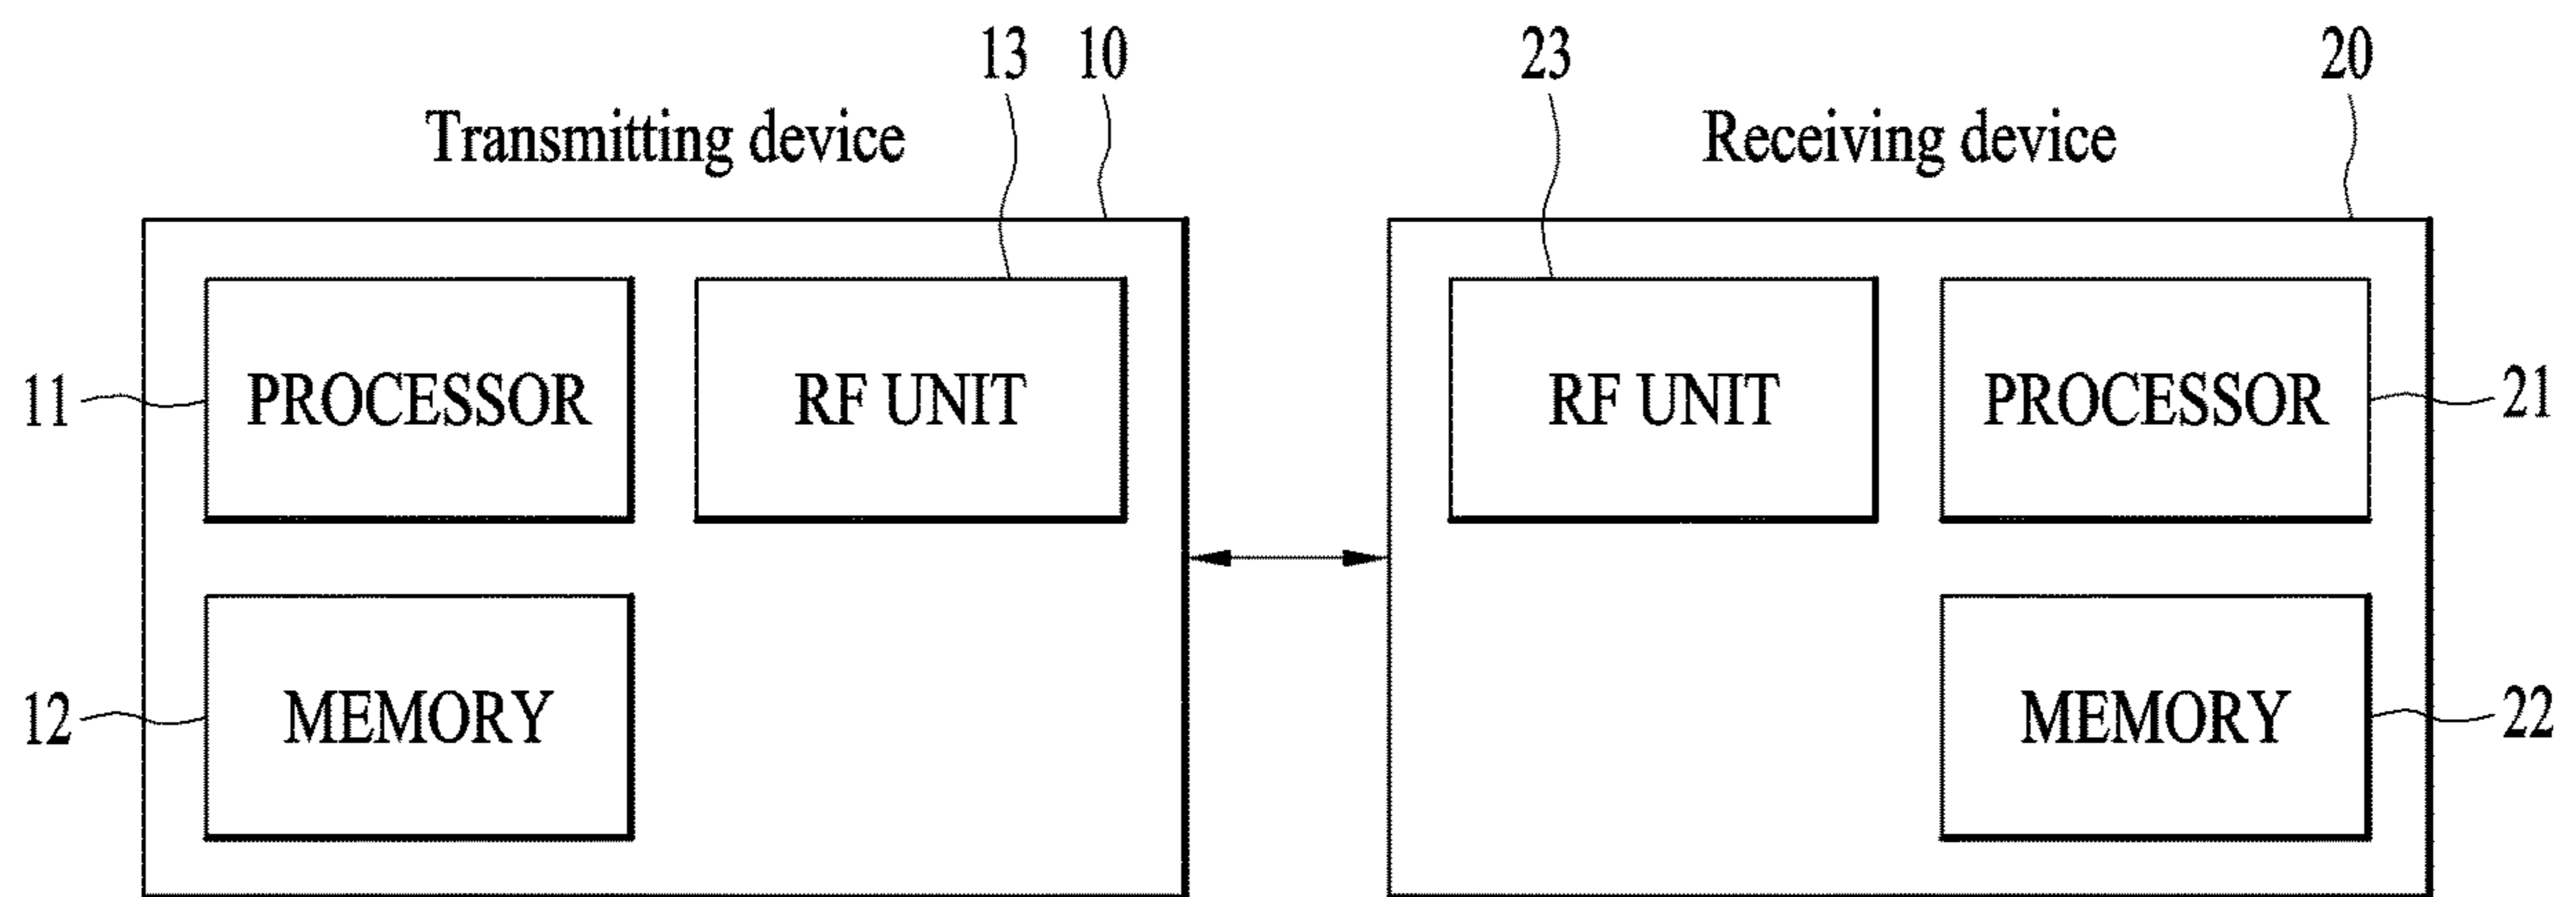 13 10 23 20
Transmitting device Receiving device
11 PROCESSOR RF UNIT RF UNIT PROCESSOR 21
12 MEMORY MEMORY 22